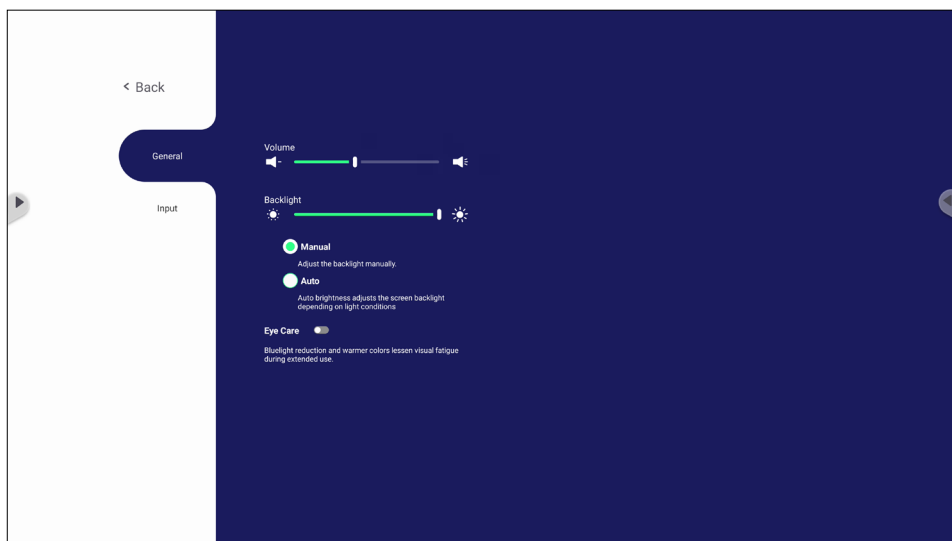 Back
General
Input
Volume
Backlight
Manual
Adjust the backlight manually.
Auto
Auto brightness adjusts the screen backlight
depending on light conditions
Eye Care
Bluelight reduction and warmer colors lessen visual fatigue
during extended use.